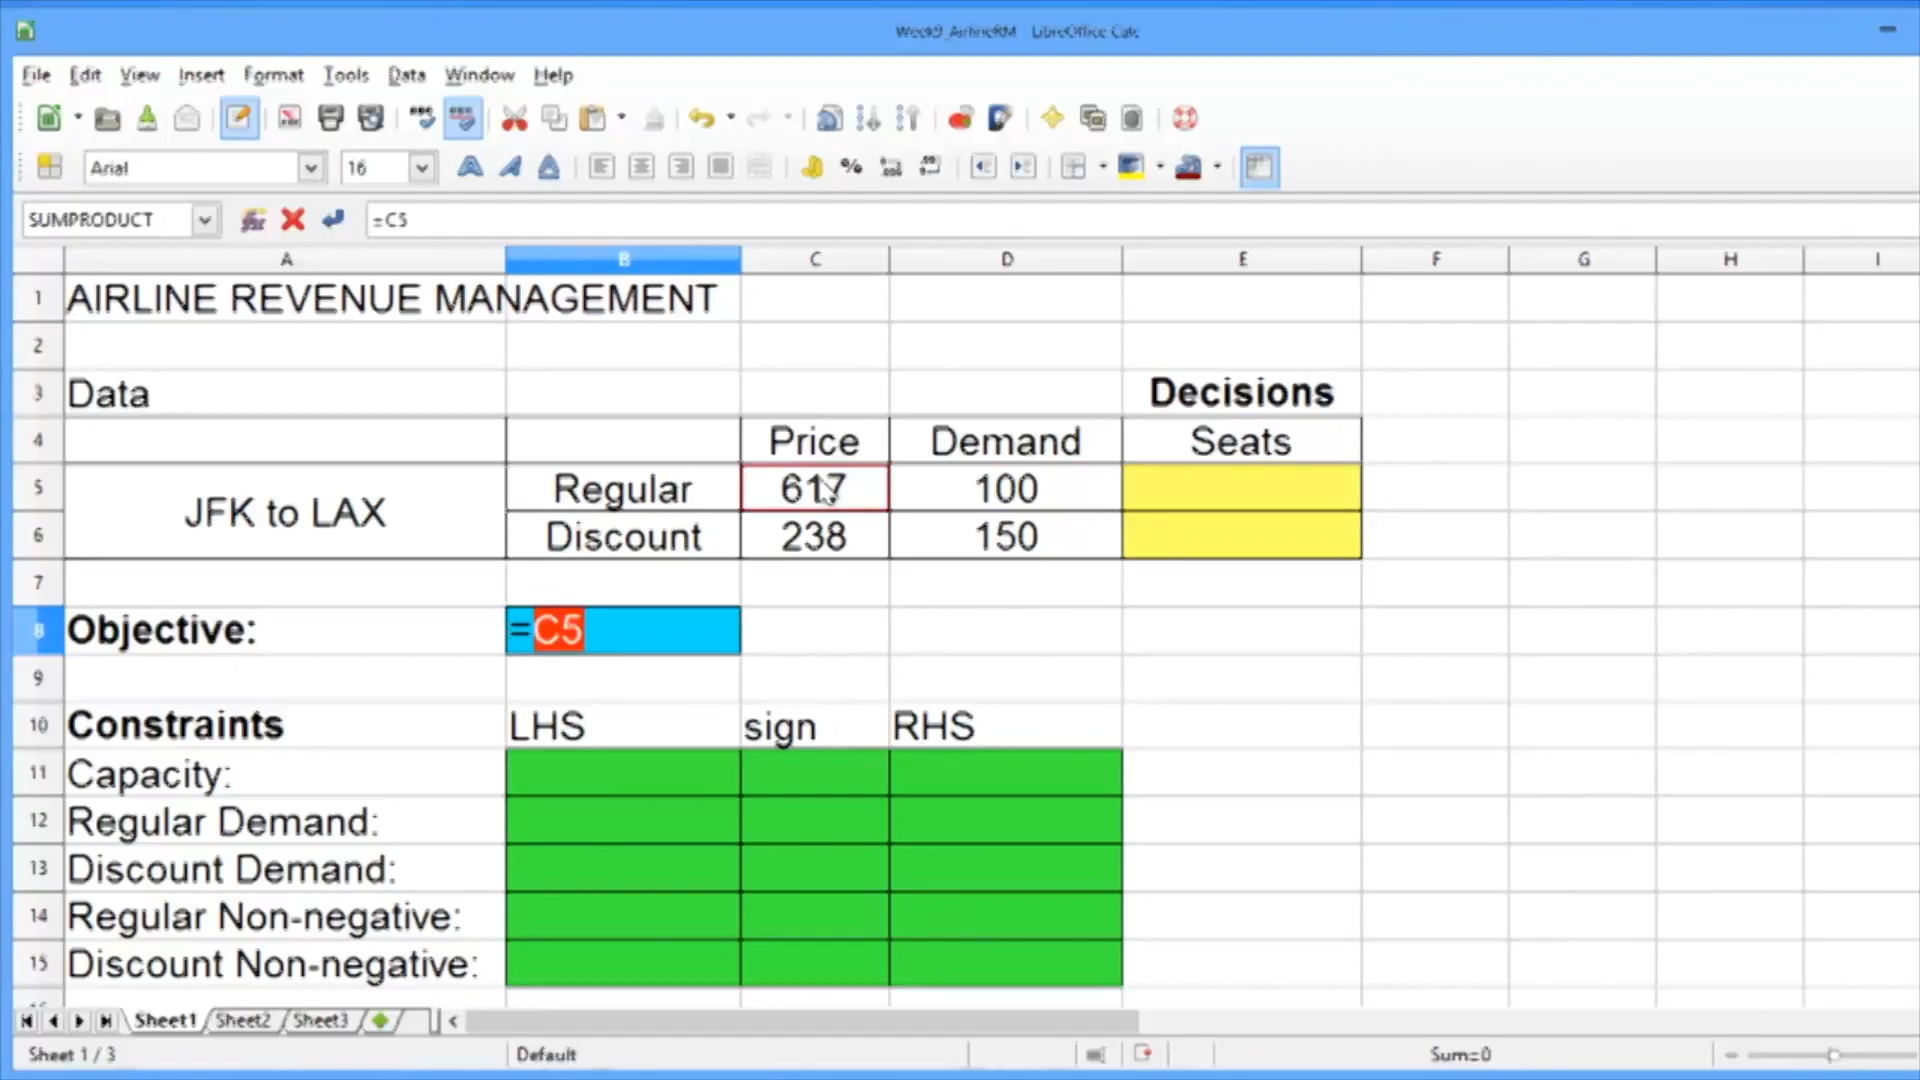 Week9_AirlineRM - LibreOffice Calc
File Edit View Insert Format Tools Data Window Help
Arial 16
SUMPRODUCT =C5
A B C D E F G H I
1 AIRLINE REVENUE MANAGEMENT
2
3 Data Decisions
4 Price Demand Seats
5 Regular 617 100
JFK to LAX
6 Discount 238 150
7
8 Objective: =C5
9
10 Constraints LHS sign RHS
11 Capacity:
12 Regular Demand:
13 Discount Demand:
14 Regular Non-negative:
15 Discount Non-negative:
Sheet1 Sheet2 Sheet3
Sheet 1 / 3 Default Sum=0